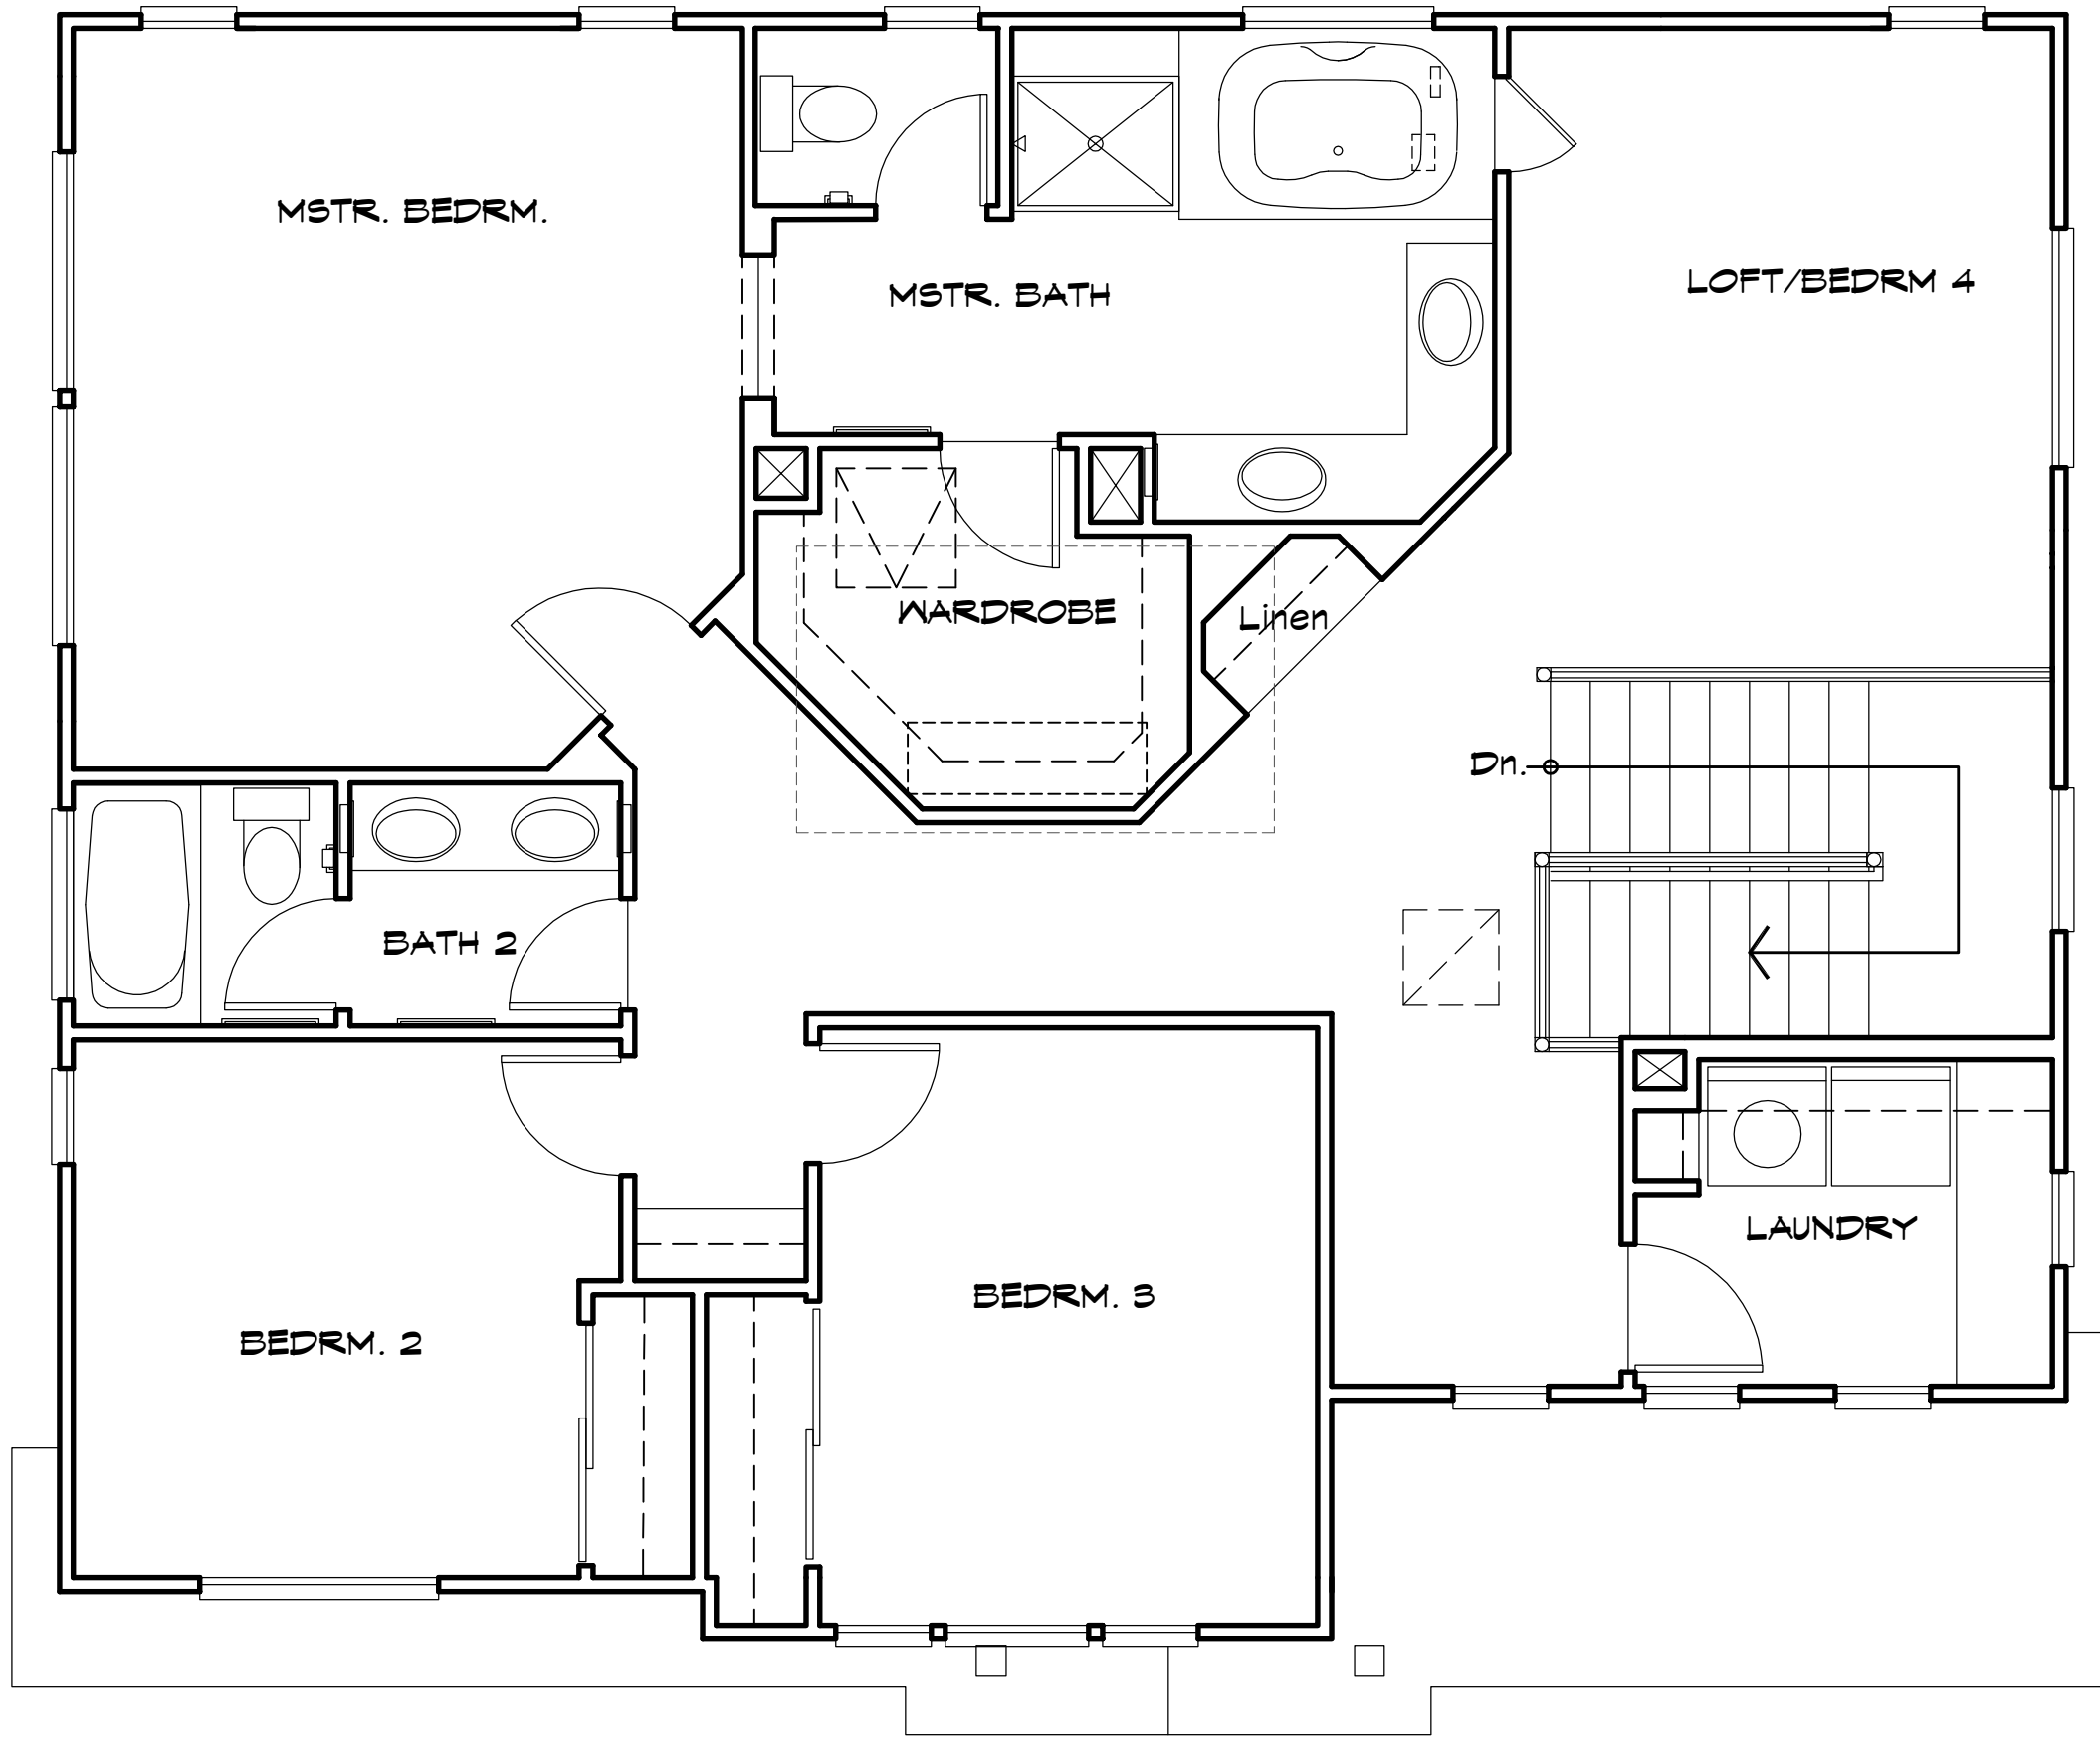 MSTR. BEDRM.
MSTR. BATH
LOFT/BEDRM 4
WARDROBE
Linen
Dn.
BATH 2
LAUNDRY
BEDRM. 3
BEDRM. 2